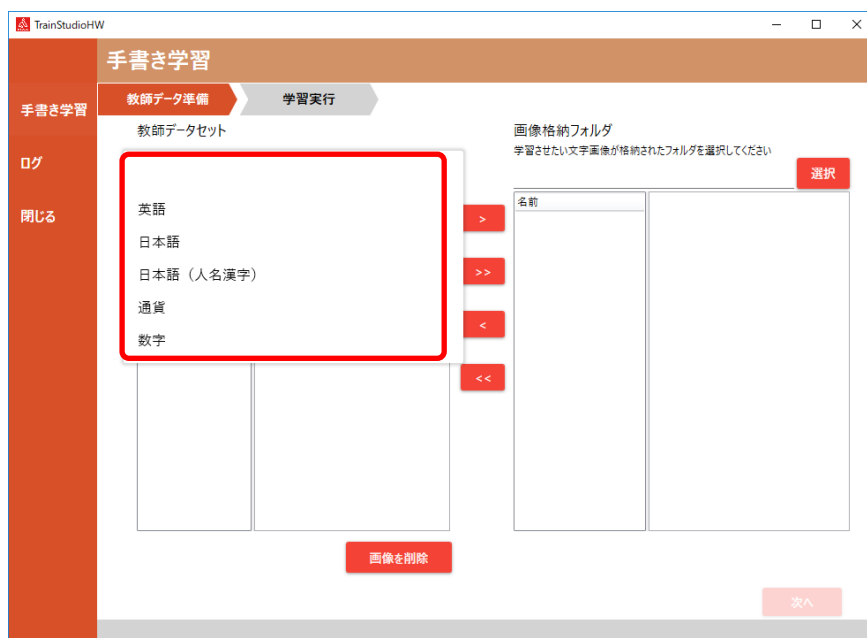 TrainStudioHW
手書き学習
手書き学習
ログ
閉じる
教師データ準備
学習実行
教師データセット
英語
日本語
日本語（人名漢字）
通貨
数字
>
>>
<
<<
画像を削除
画像格納フォルダ
学習させたい文字画像が格納されたフォルダを選択してください
選択
名前
次へ